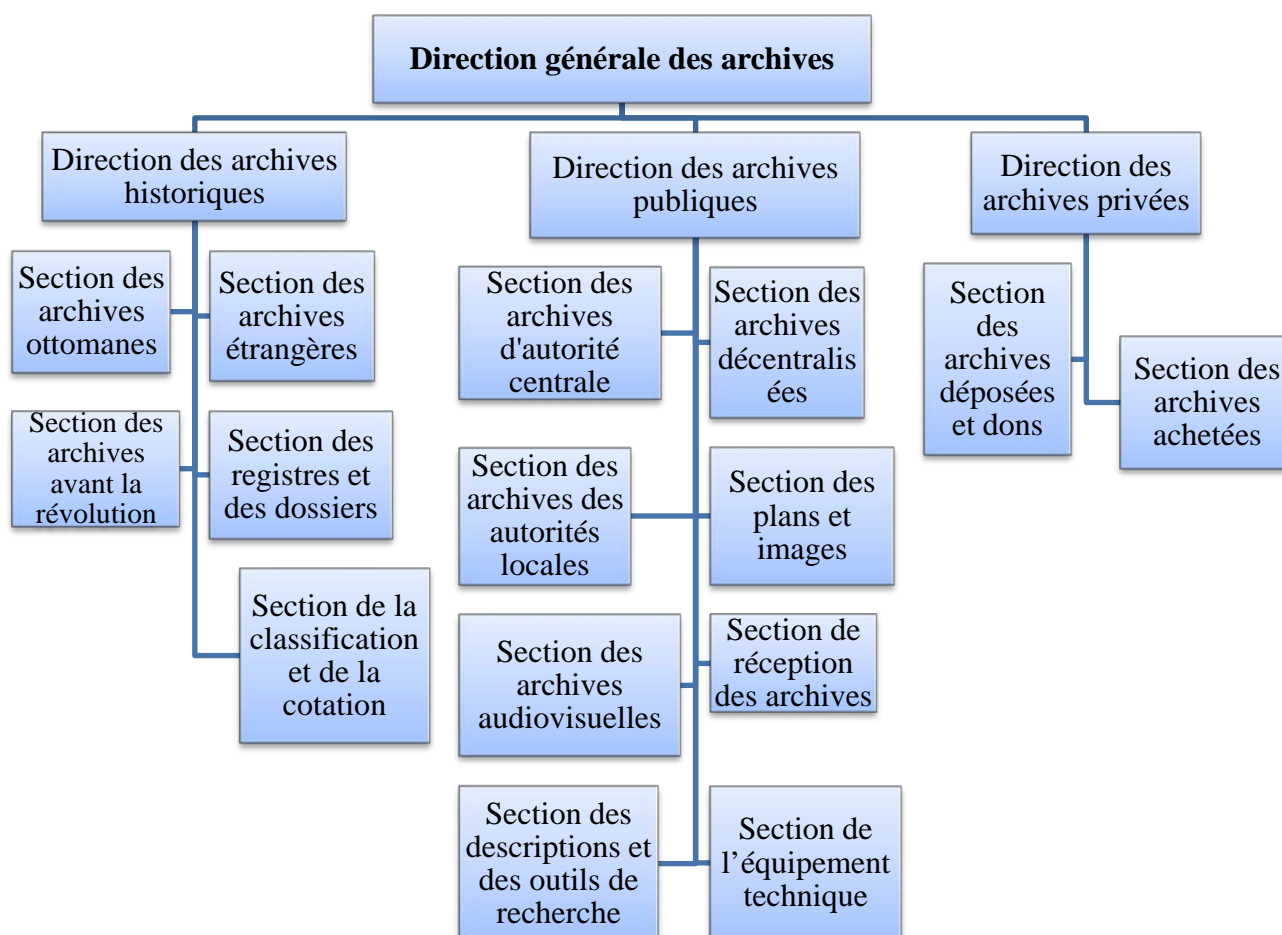 Direction générale des archives
Direction des archives
historiques
Direction des archives
publiques
Direction des
archives privées
Section des
archives
ottomanes
Section des
archives
étrangères
Section des
archives
avant la
révolution
Section des
registres et
des dossiers
Section de la
classification
et de la
cotation
Section des
archives
d'autorité
centrale
Section des
archives
décentralis
ées
Section des
archives des
autorités
locales
Section des
plans et
images
Section des
archives
audiovisuelles
Section de
réception
des archives
Section des
descriptions et
des outils de
recherche
Section de
l’équipement
technique
Section
des
archives
déposées
et dons
Section des
archives
achetées